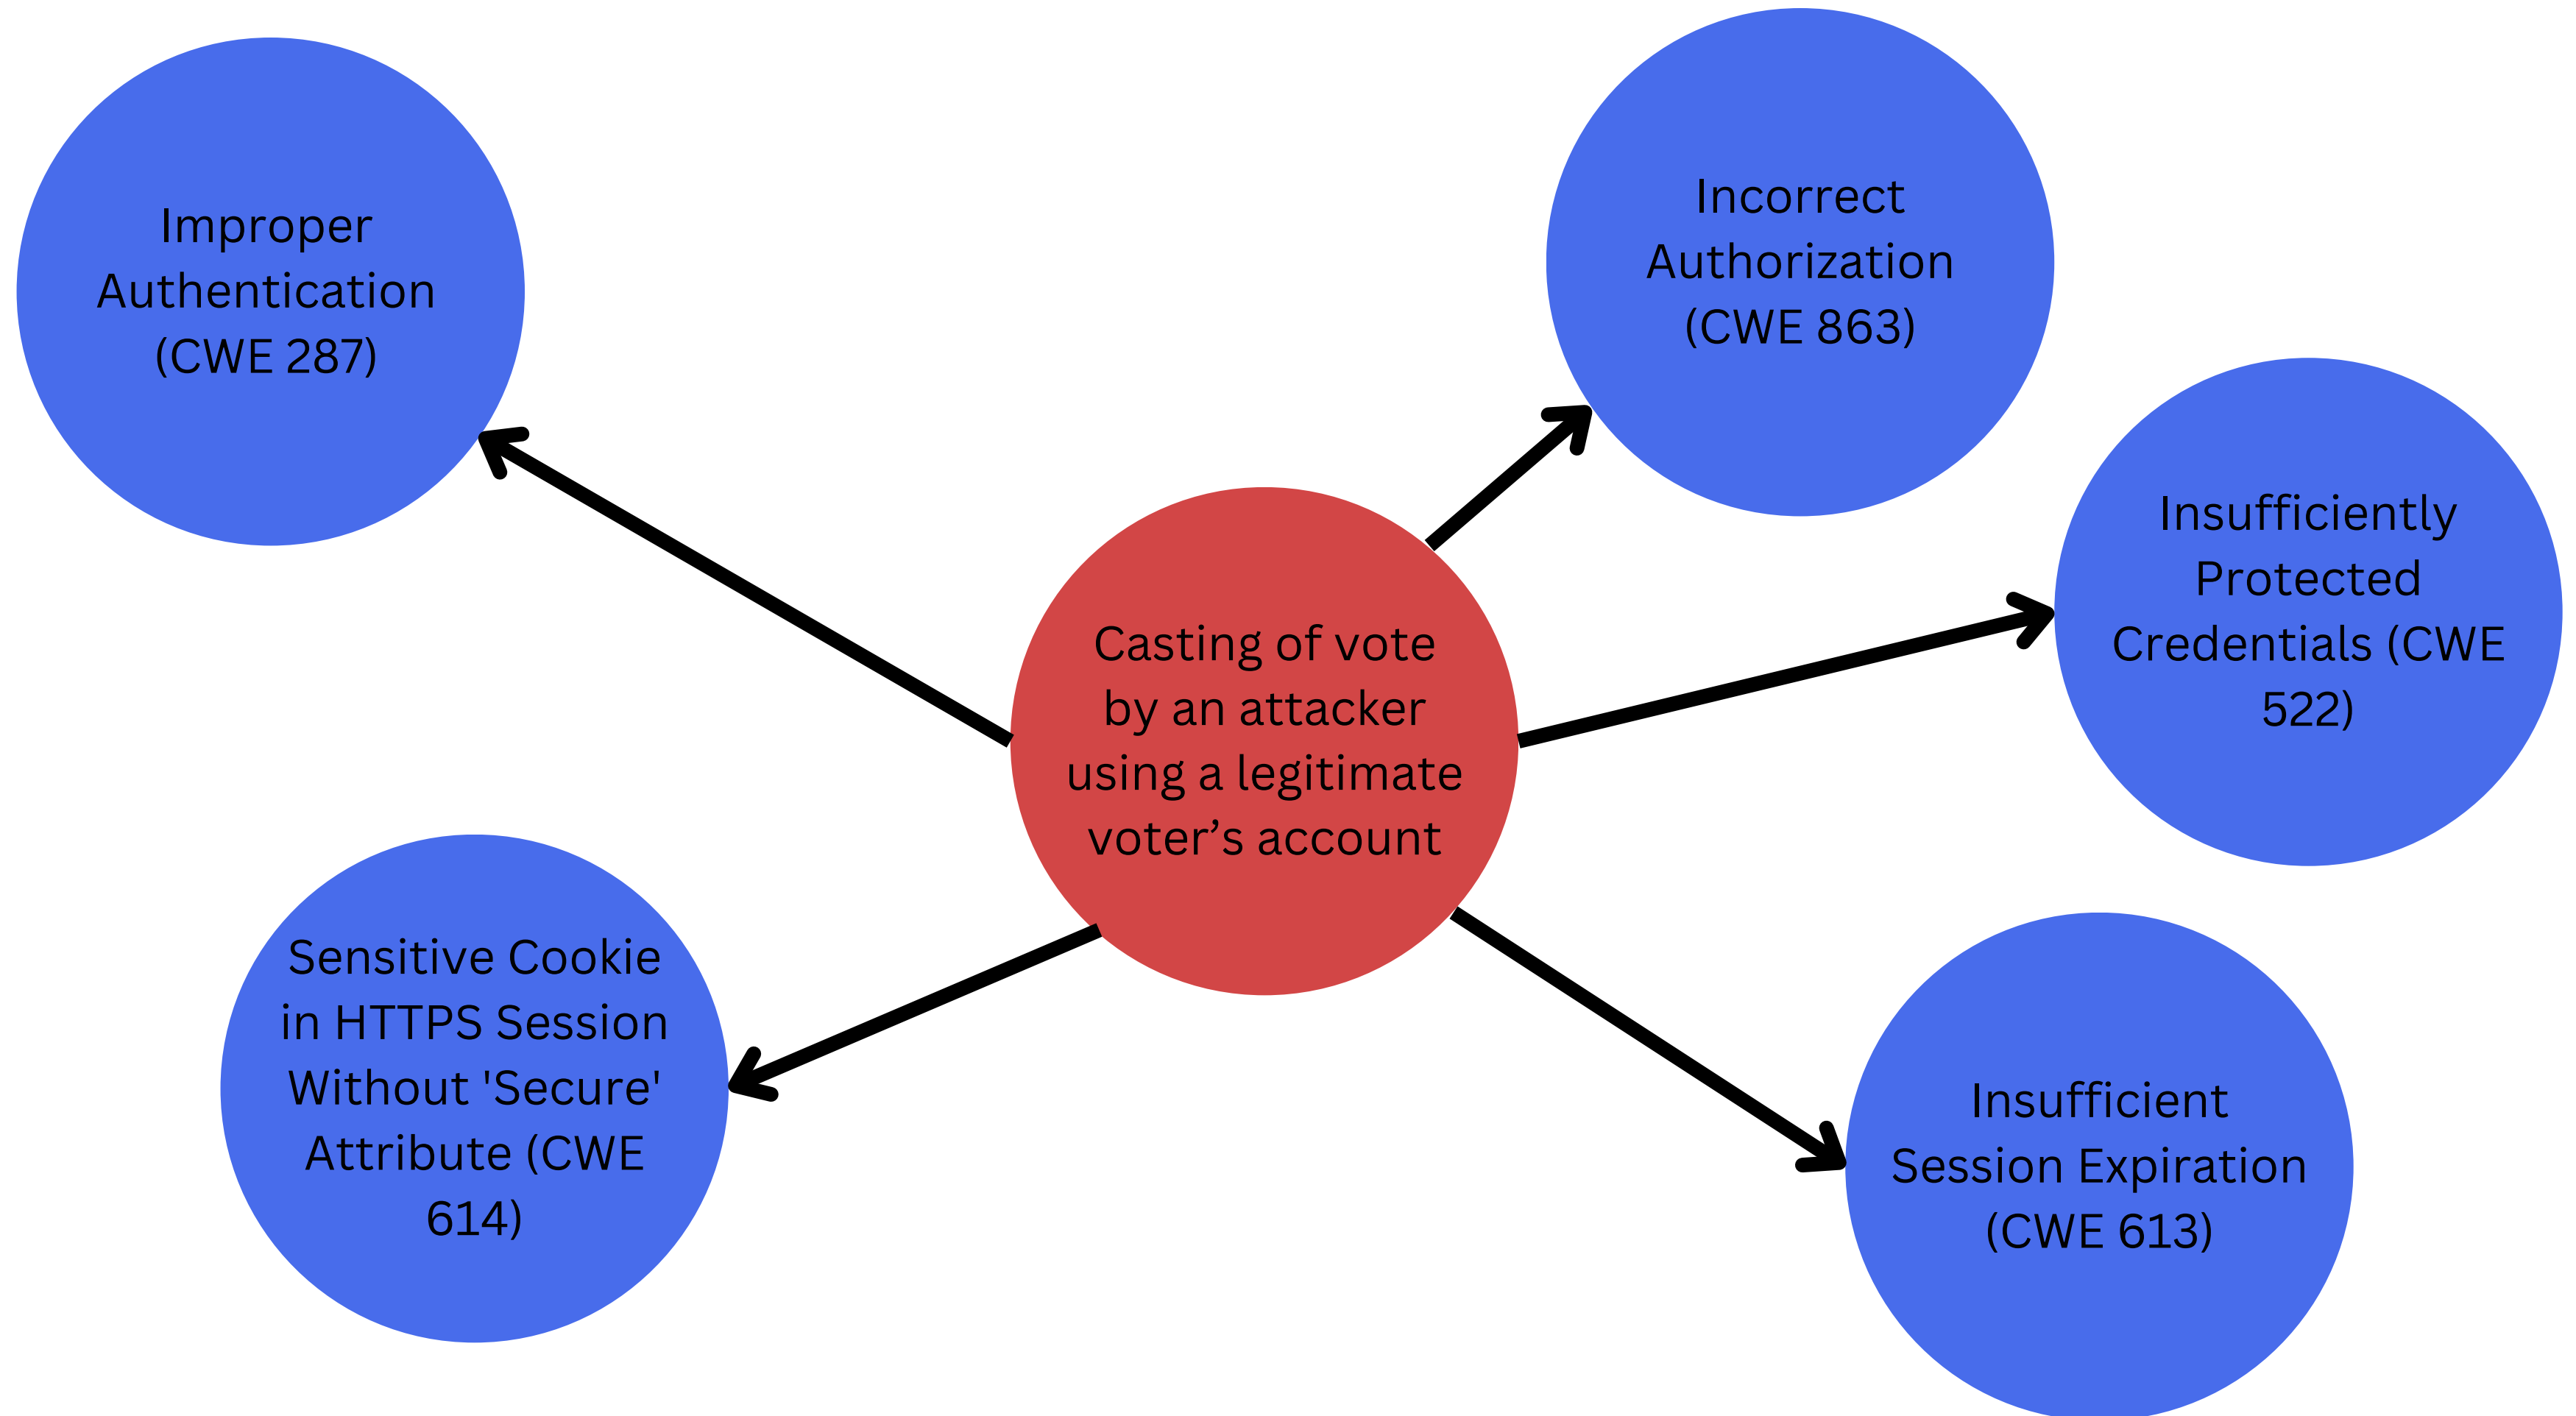 Improper
Authentication
(CWE 287)
Incorrect
Authorization
(CWE 863)
Insufficiently
Protected
Credentials (CWE
522)
Casting of vote
by an attacker
using a legitimate
voter’s account
Sensitive Cookie
in HTTPS Session
Without 'Secure'
Attribute (CWE
614)
Insufficient
Session Expiration
(CWE 613)